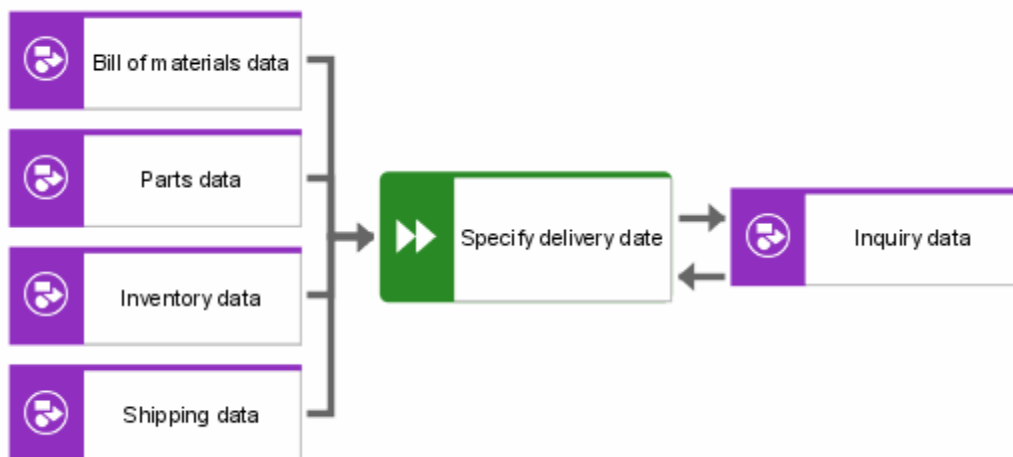 Bill of materials data
Parts data
Inventory data
Shipping data
Specify delivery date
Inquiry data